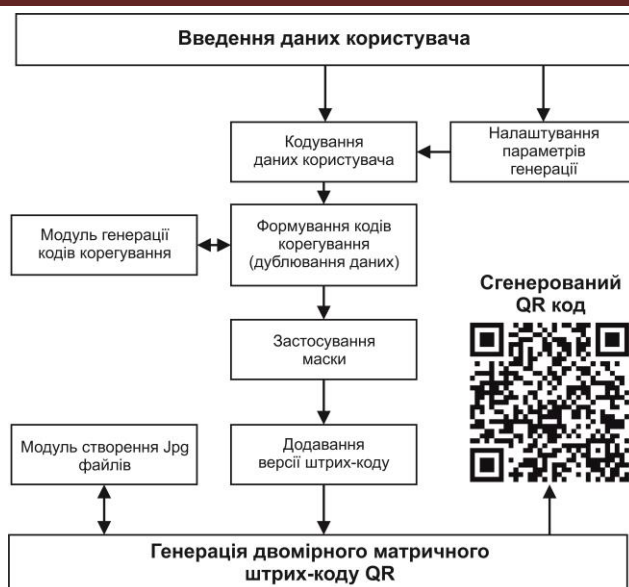 Введення даних користувача
Кодування
даних користувача
Налаштування
параметрів
генерації
Модуль генерації
кодів корегування
Формування кодів
корегування
(дублювання даних)
Сгенерований
QR код
Застосування
маски
Модуль створення Jpg
файлів
Додавання
версії штрих-коду
Генерація двомірного матричного
штрих-коду QR